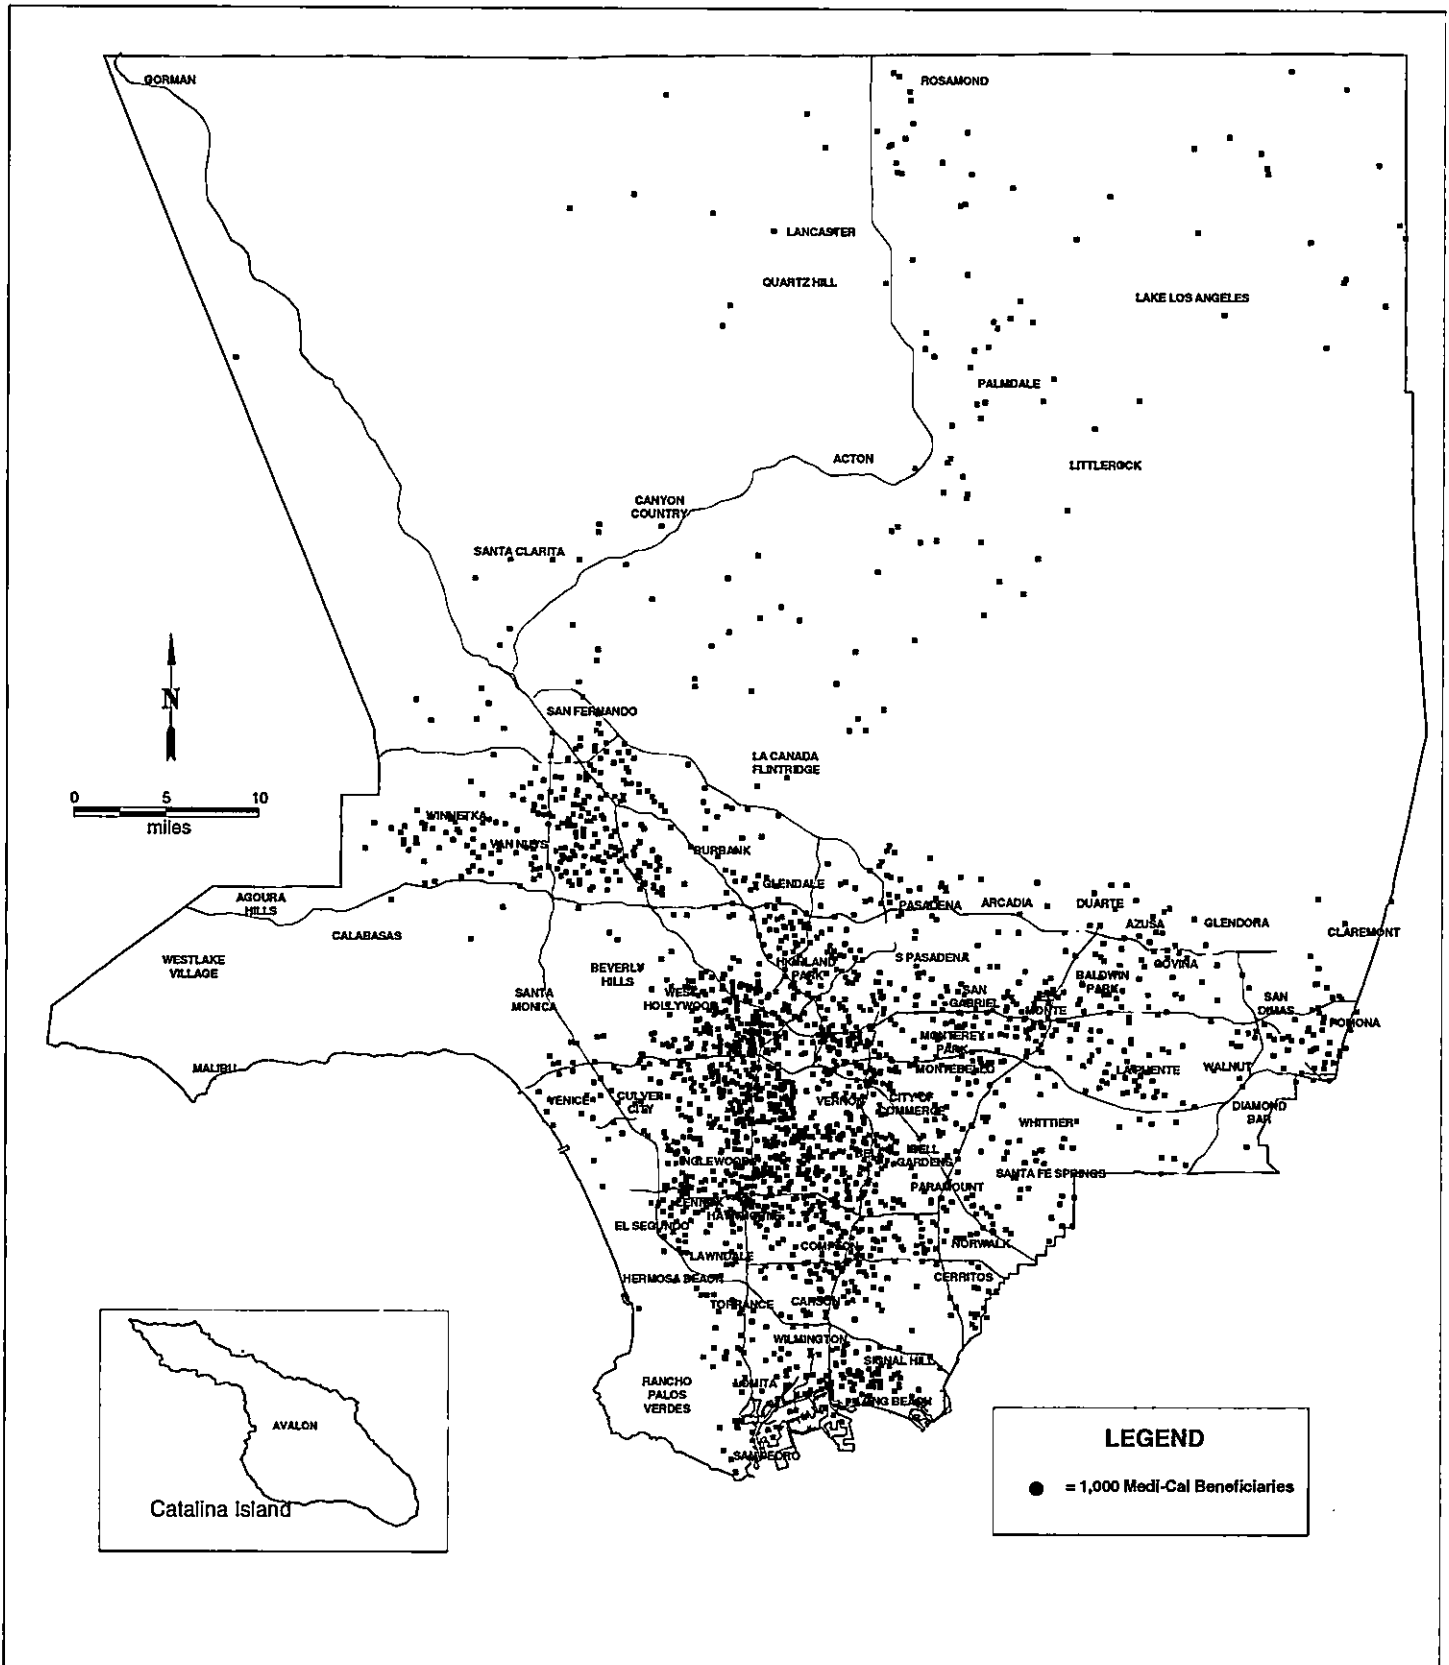 GORMAN
ROSAMOND
LANCASTER
QUARTZ HILL
LAKE LOS ANGELES
PALMDALE
ACTON
LITTLEROCK
CANYON
COUNTRY
SANTA CLARITA
N
SAN FERNANDO
LA CANADA
FLINTRIDGE
0 5 10
miles
WINNETKA
VAN NUYS
BURBANK
GLENDALE
AGOURA
HILLS
PASADENA
ARCADIA
DUARTE
AZUSA
GLENDORA
CLAREMONT
CALABASAS
WESTLAKE
VILLAGE
BEVERLY
HILLS
HIGHLAND
PARK
S PASADENA
COVINA
BALDWIN
PARK
SANTA
MONICA
WEST
HOLLYWOOD
SAN
GABRIEL
MONTE
SAN
DIMAS
POMONA
MONTEREY
PARK
MALIBU
MONTEBELLO
LA PUENTE
WALNUT
VENICE
CULVER
CITY
VERNON
CITY OF
COMMERCE
DIAMOND
BAR
WHITTIER
INGLEWOOD
BELL
BELL
GARDENS
SANTA FE SPRINGS
PARAMOUNT
LENNOX
HAWTHORNE
EL SEGUNDO
LAWNDALE
COMPTON
NORWALK
HERMOSA BEACH
CERRITOS
TORRANCE
CARSON
WILMINGTON
SIGNAL HILL
RANCHO
PALOS
VERDES
LOMITA
LONG BEACH
SAN PEDRO
AVALON
Catalina Island
LEGEND
= 1,000 Medi-Cal Beneficiaries